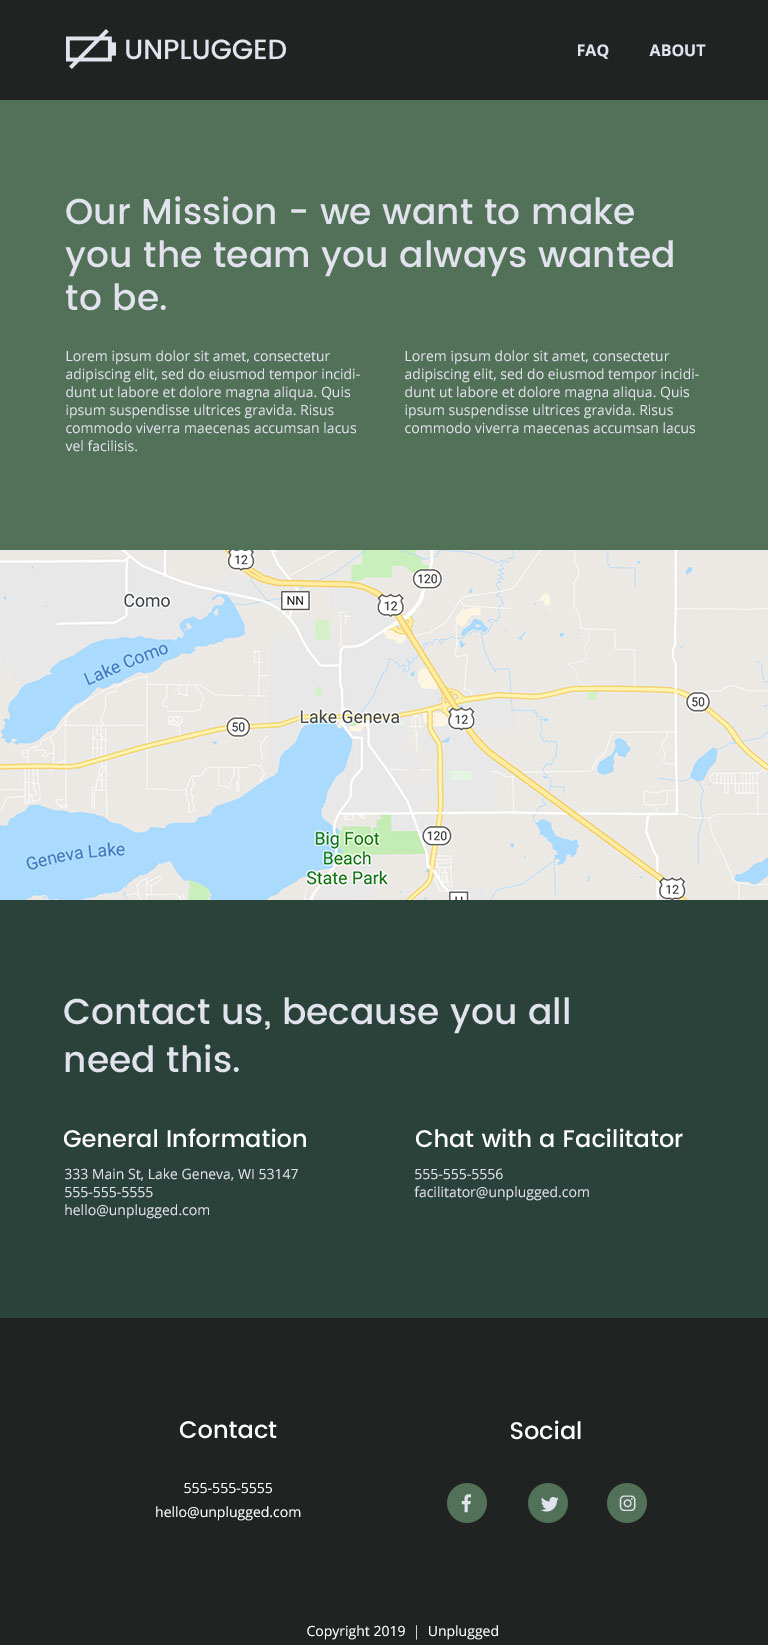 UNPLUGGED
FAQ
ABOUT
Our Mission - we want to make
you the team you always wanted
to be.
Lorem ipsum dolor sit amet, consectetur
adipiscing elit, sed do eiusmod tempor incidi-
dunt ut labore et dolore magna aliqua. Quis
ipsum suspendisse ultrices gravida. Risus
commodo viverra maecenas accumsan lacus
vel facilisis.
Lorem ipsum dolor sit amet, consectetur
adipiscing elit, sed do eiusmod tempor incidi-
dunt ut labore et dolore magna aliqua. Quis
ipsum suspendisse ultrices gravida. Risus
commodo viverra maecenas accumsan lacus
12
120
Como
NN
12
Lake Como
50
Lake Geneva
50
12
120
Big Foot
Beach
State Park
Geneva Lake
12
Contact us, because you all
need this.
General Information
333 Main St, Lake Geneva, WI 53147
555-555-5555
hello@unplugged.com
Chat with a Facilitator
555-555-5556
facilitator@unplugged.com
Contact
555-555-5555
hello@unplugged.com
Social
Copyright 2019 | Unplugged